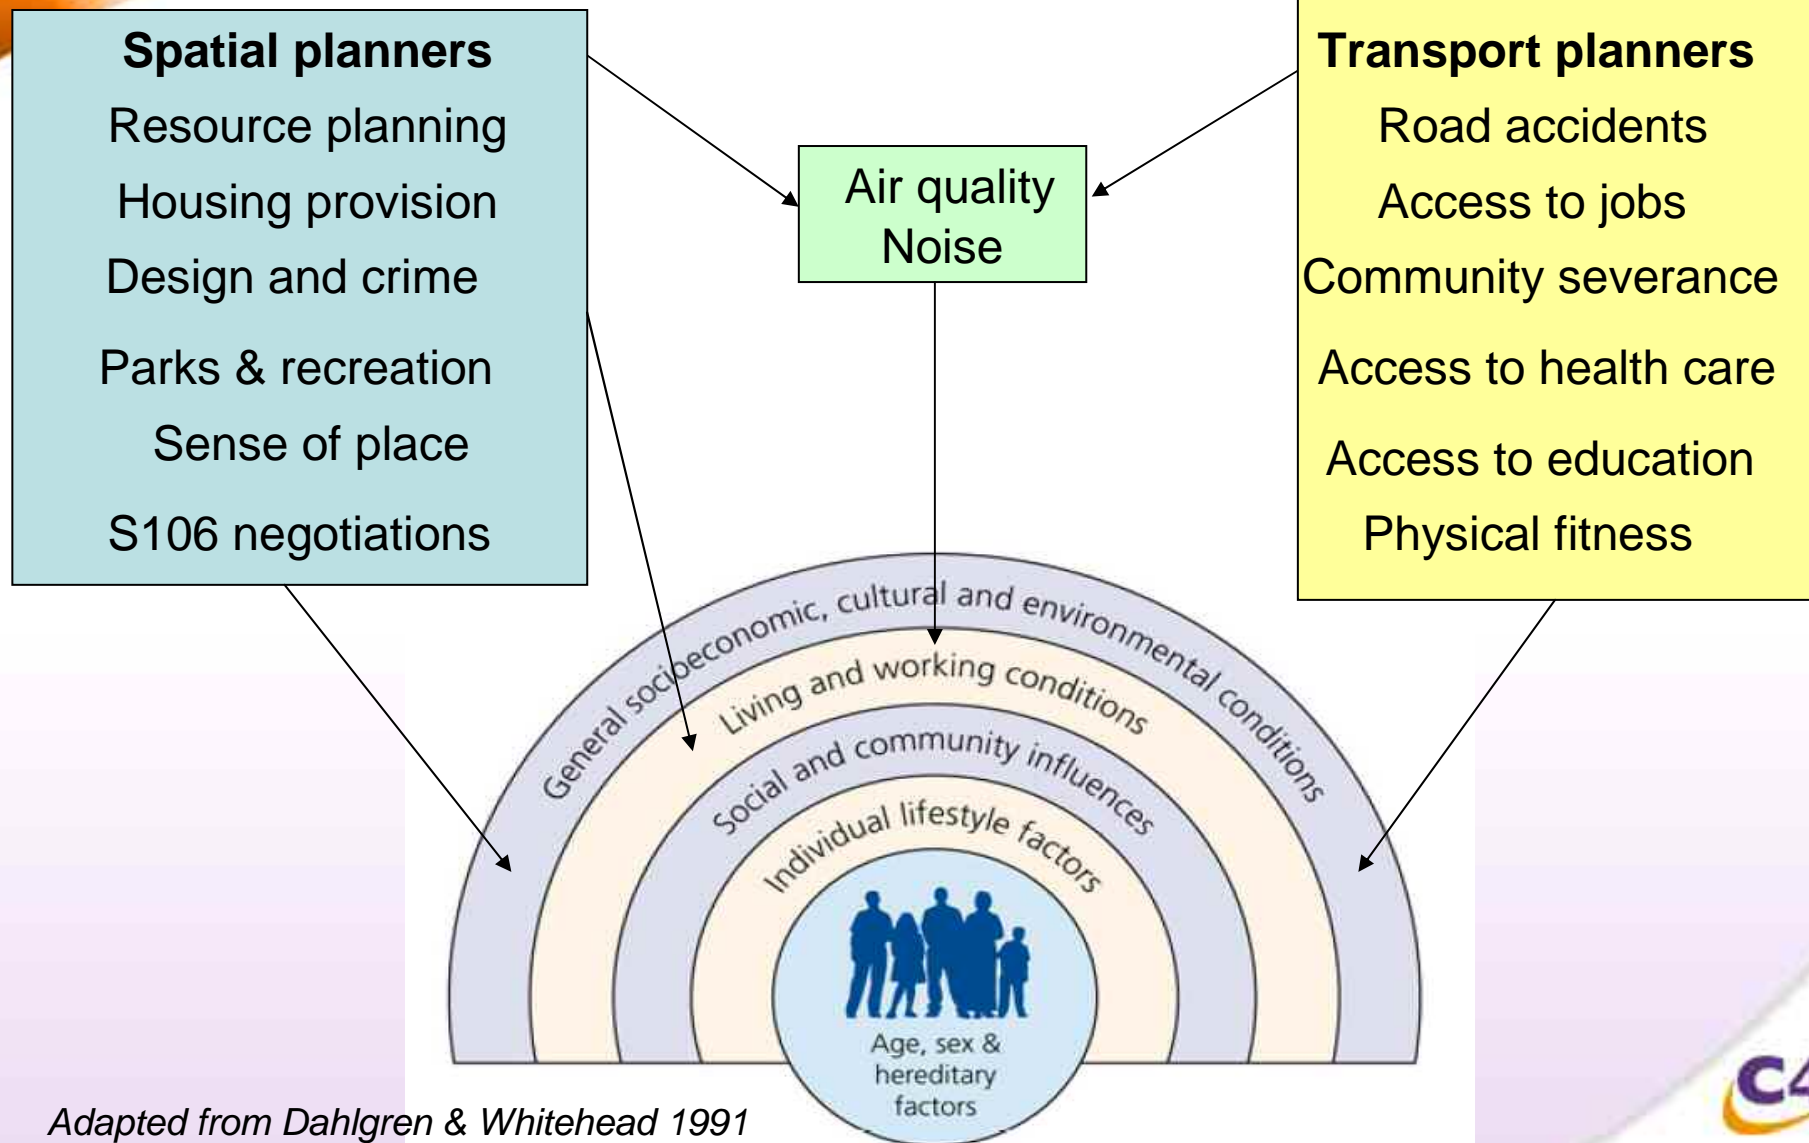 Spatial planners
Resource planning
Housing provision
Design and crime
Parks & recreation
Sense of place
S106 negotiations
Air quality
Noise
Transport planners
Road accidents
Access to jobs
Community severance
Access to health care
Access to education
Physical fitness
General socioeconomic, cultural and environmental conditions
Living and working conditions
Social and community influences
Individual lifestyle factors
Age, sex &
hereditary
factors
Adapted from Dahlgren & Whitehead 1991
C4